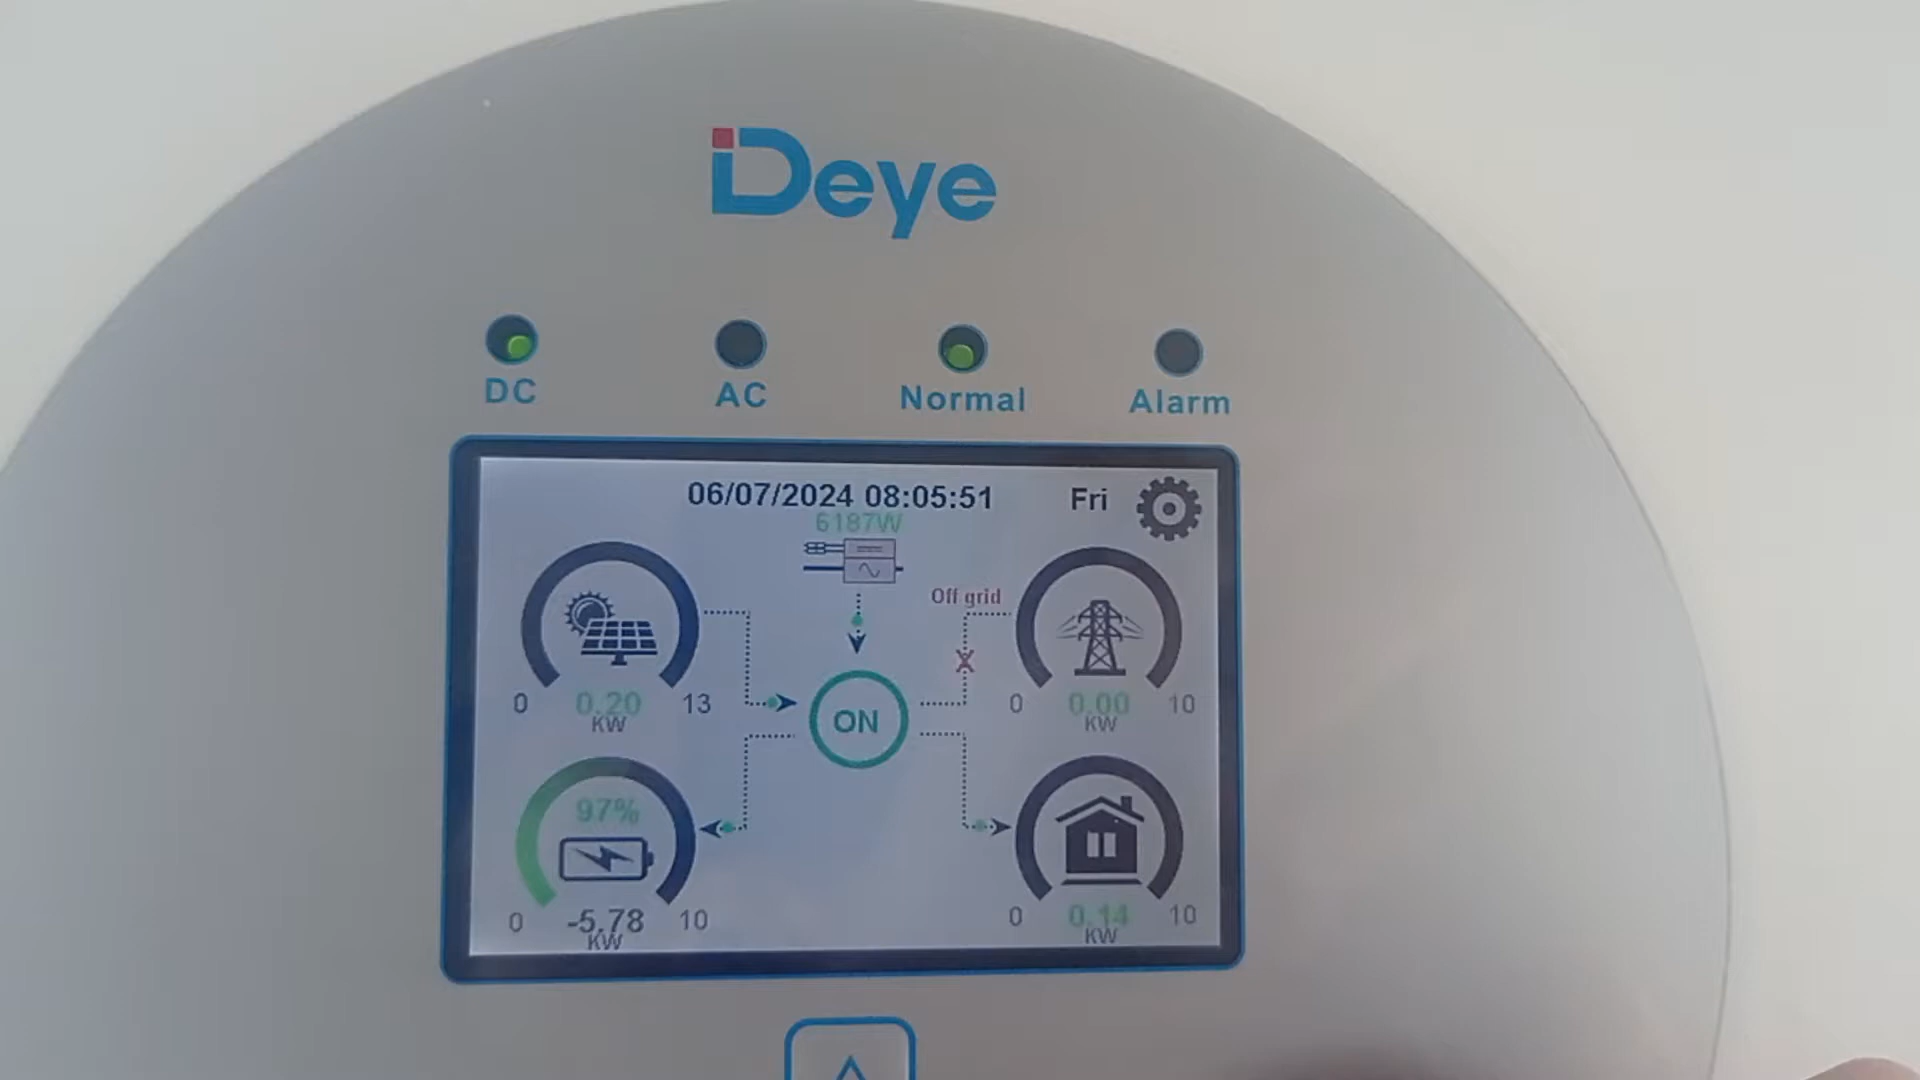 Deye
DC AC Normal Alarm
06/07/2024 08:05:51 Fri
6187W
Off grid
0 0.20 13
KW
ON
0 0.00 10
KW
97%
0 -5.78 10
KW
0 0.14 10
KW